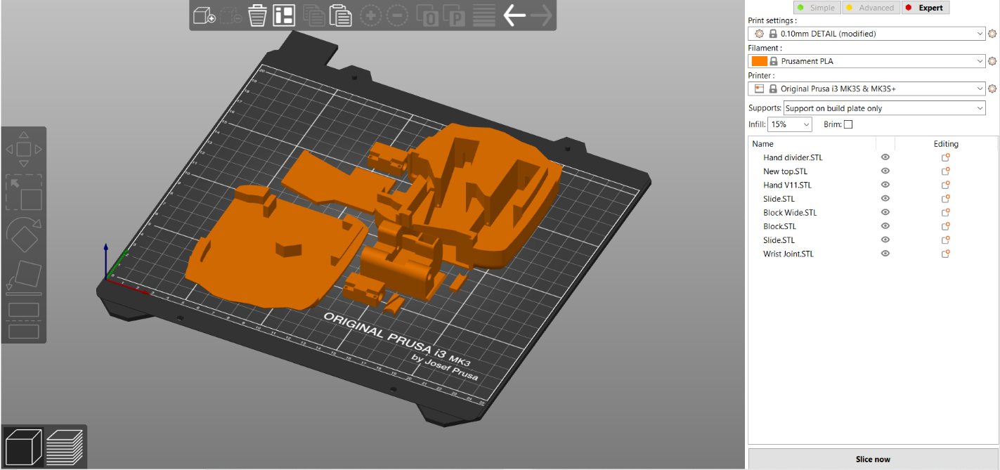 Simple
Advanced
Expert
Print settings :
0.10mm DETAIL (modified)
Filament :
Prusament PLA
Printer :
Original Prusa i3 MK3S & MK3S+
Supports: Support on build plate only
Infill: 15%
Brim:
Name
Editing
Hand divider.STL
New top.STL
Hand V11.STL
Slide.STL
Block Wide.STL
Block.STL
Slide.STL
Wrist Joint.STL
ORIGINAL PRUSA i3 MK3
by Josef Prusa
Slice now